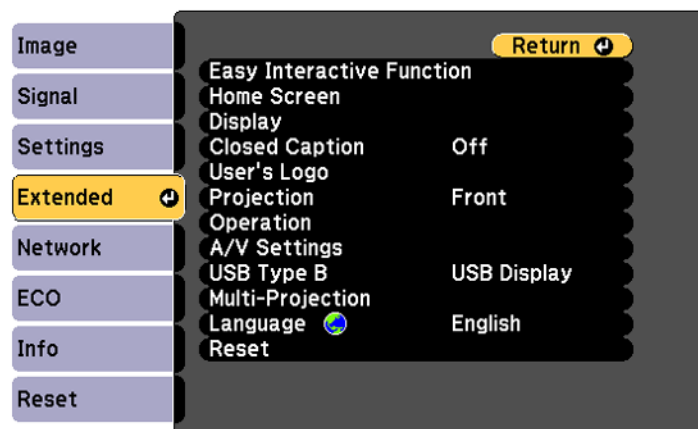 Image
Signal
Settings
Extended
Network
ECO
Info
Reset
Return
Easy Interactive Function
Home Screen
Display
Closed Caption Off
User's Logo
Projection Front
Operation
A/V Settings
USB Type B USB Display
Multi-Projection
Language English
Reset